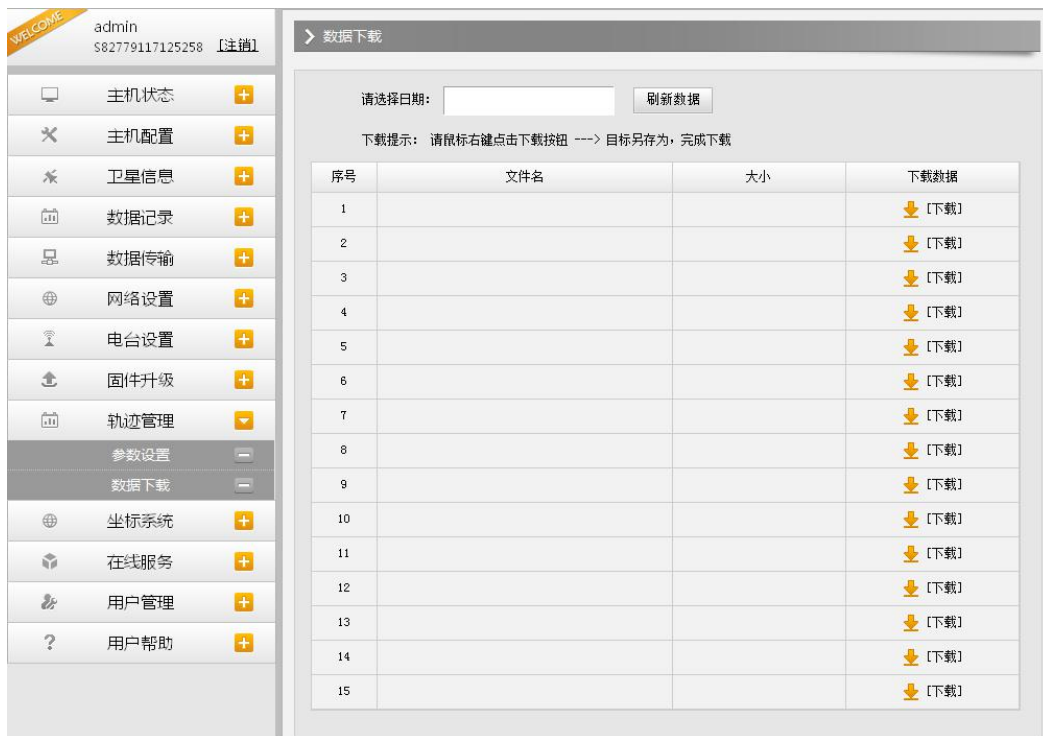 WELCOME
admin
S82779117125258 [注销]
主机状态
主机配置
卫星信息
数据记录
数据传输
网络设置
电台设置
固件升级
轨迹管理
参数设置
数据下载
坐标系统
在线服务
用户管理
用户帮助
数据下载
请选择日期： 刷新数据
下载提示： 请鼠标右键点击下载按钮 ---> 目标另存为，完成下载
序号 文件名 大小 下载数据
1 [下载]
2 [下载]
3 [下载]
4 [下载]
5 [下载]
6 [下载]
7 [下载]
8 [下载]
9 [下载]
10 [下载]
11 [下载]
12 [下载]
13 [下载]
14 [下载]
15 [下载]